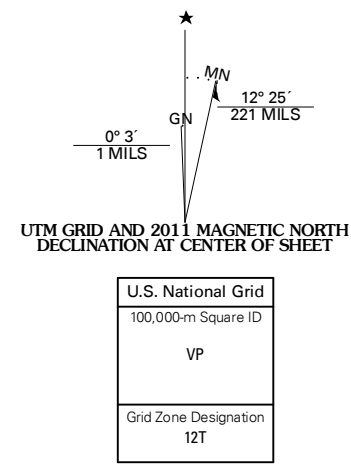 MN
GN
12° 25´
221 MILS
0° 3´
1 MILS
UTM GRID AND 2011 MAGNETIC NORTH
DECLINATION AT CENTER OF SHEET
U.S. National Grid
100,000-m Square ID
VP
Grid Zone Designation
12T